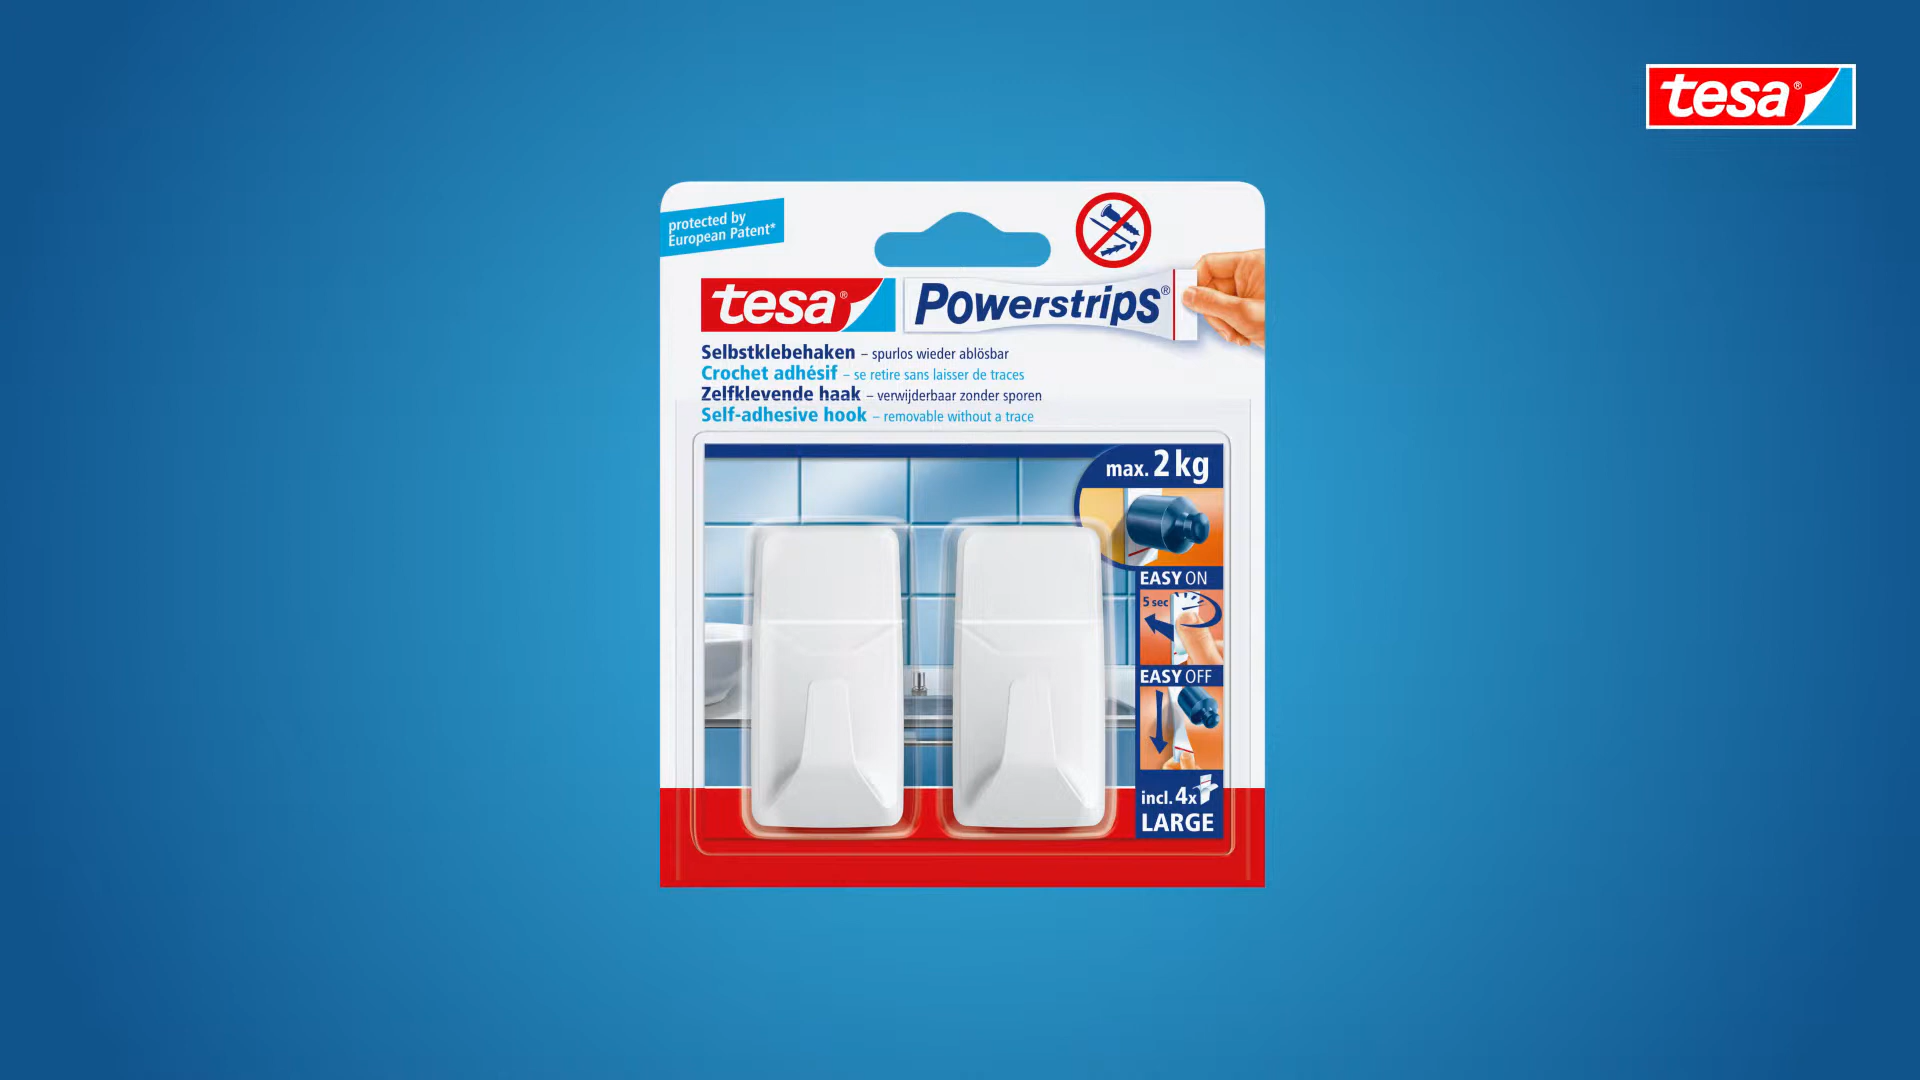 tesa®
protected by
European Patent*
tesa® Powerstrips®
Selbstklebehaken – spurlos wieder ablösbar
Crochet adhésif – se retire sans laisser de traces
Zelfklevende haak – verwijderbaar zonder sporen
Self-adhesive hook – removable without a trace
max. 2 kg
EASY ON
5 sec
EASY OFF
incl. 4x
LARGE